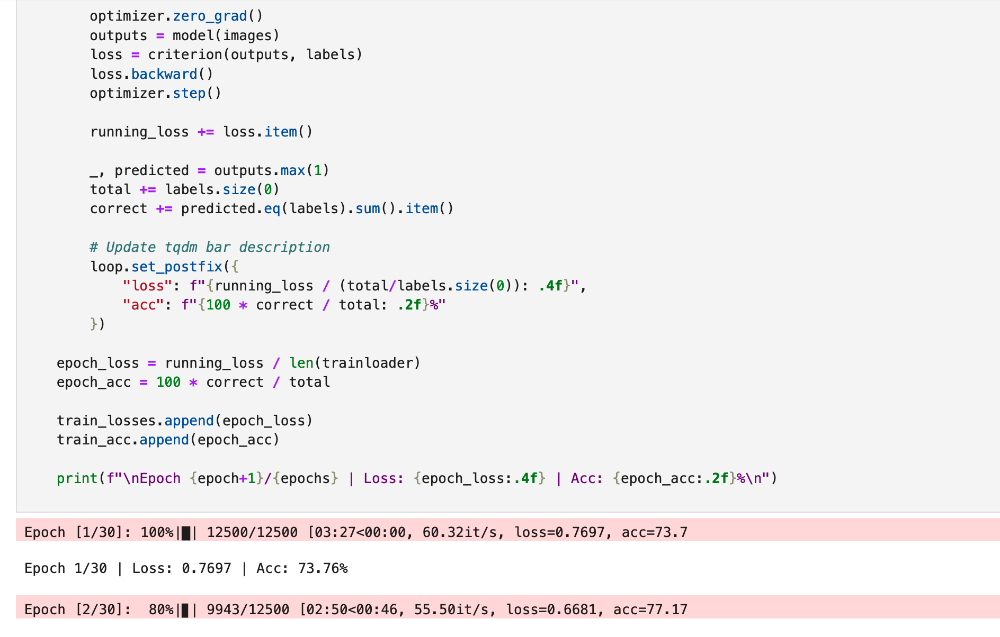 optimizer.zero_grad()
outputs = model(images)
loss = criterion(outputs, labels)
loss.backward()
optimizer.step()
running_loss += loss.item()
_, predicted = outputs.max(1)
total += labels.size(0)
correct += predicted.eq(labels).sum().item()
# Update tqdm bar description
loop.set_postfix({
"loss": f"{running_loss / (total/labels.size(0)): .4f}",
"acc": f"{100 * correct / total: .2f}%"
})
epoch_loss = running_loss / len(trainloader)
epoch_acc = 100 * correct / total
train_losses.append(epoch_loss)
train_acc.append(epoch_acc)
print(f"\nEpoch {epoch+1}/{epochs} | Loss: {epoch_loss:.4f} | Acc: {epoch_acc:.2f}%\n")
Epoch [1/30]: 100%|█| 12500/12500 [03:27<00:00, 60.32it/s, loss=0.7697, acc=73.7
Epoch 1/30 | Loss: 0.7697 | Acc: 73.76%
Epoch [2/30]:  80%|▊| 9943/12500 [02:50<00:46, 55.50it/s, loss=0.6681, acc=77.17